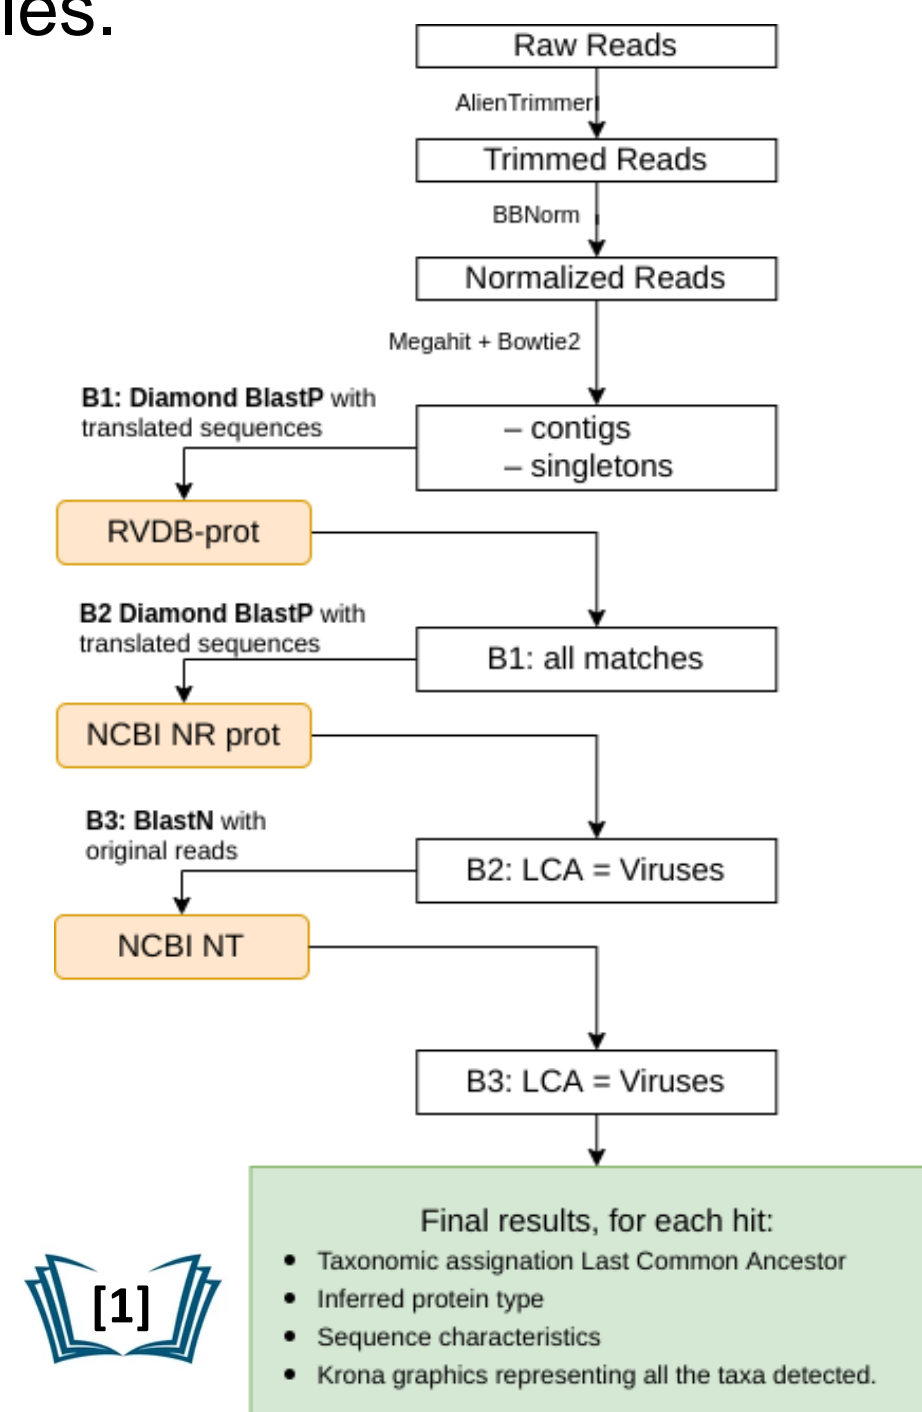 les.
Raw Reads
AlienTrimmer
Trimmed Reads
BBNorm
Normalized Reads
Megahit + Bowtie2
B1: Diamond BlastP with
translated sequences
– contigs
– singletons
RVDB-prot
B2 Diamond BlastP with
translated sequences
B1: all matches
NCBI NR prot
B3: BlastN with
original reads
B2: LCA = Viruses
NCBI NT
B3: LCA = Viruses
Final results, for each hit:
● Taxonomic assignation Last Common Ancestor
● Inferred protein type
● Sequence characteristics
● Krona graphics representing all the taxa detected.
[1]